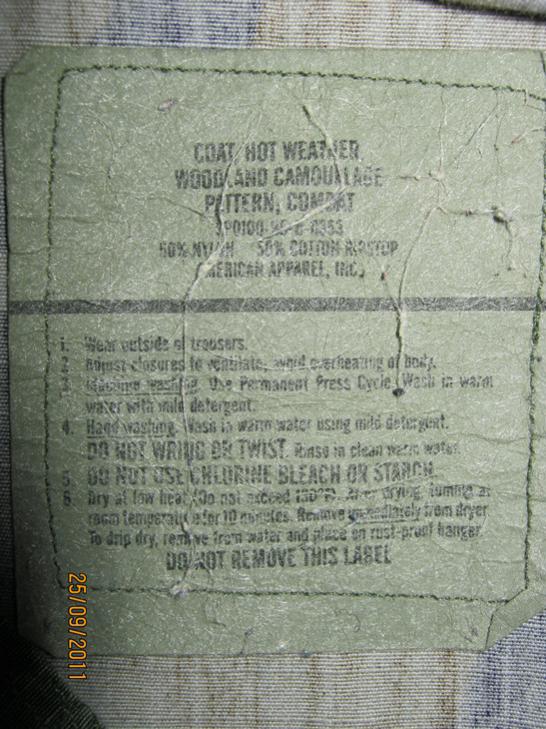 COAT, HOT WEATHER,
WOODLAND CAMOUFLAGE
PATTERN, COMBAT
50% NYLON 50% COTTON RIPSTOP
AMERICAN APPAREL, INC.
1. Wear outside of trousers.
2 Adjust closures to ventilate, avoid overheating of body.
3 Machine washing. Use Permanent Press Cycle. Wash in warm
water with mild detergent.
4. Hand washing. Wash in warm water using mild detergent.
DO NOT WRING OR TWIST. Rinse in clean warm water.
5. DO NOT USE CHLORINE BLEACH OR STARCH.
6. Dry at low heat (Do not exceed After drying, tumble at
room temperature for 10 minutes. Remove immediately from dryer
To drip dry, remove from water and place on rust-proof hanger.
DO NOT REMOVE THIS LABEL
25/09/2011